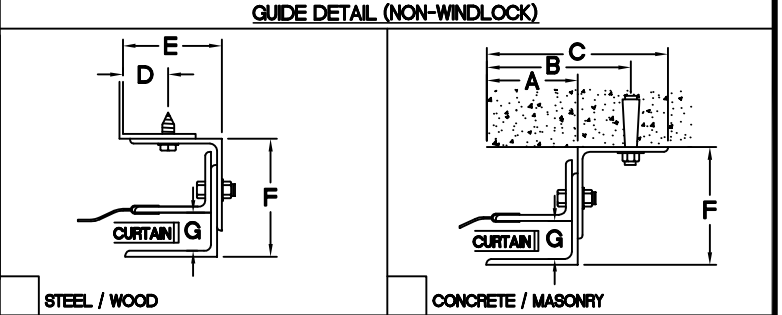 GUIDE DETAIL (NON-WINDLOCK)
E
D
F
G
CURTAIN
STEEL / WOOD
C
B
A
F
G
CURTAIN
CONCRETE / MASONRY